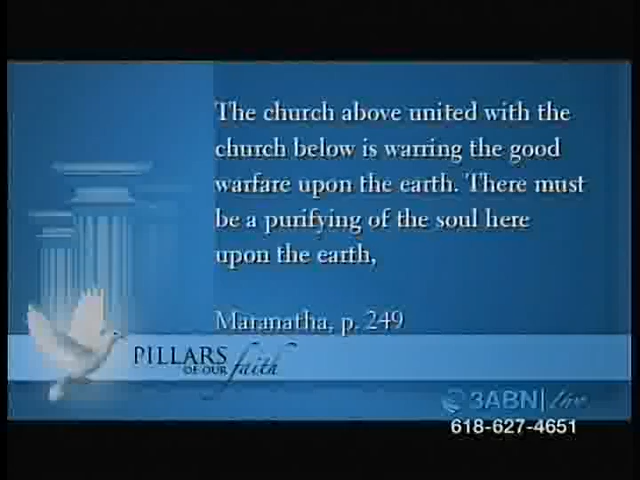 The church above united with the
church below is warring the good
warfare upon the earth. There must
be a purifying of the soul here
upon the earth,
Maranatha, p. 249
PILLARS
OF OUR faith
3ABN| Live
618-627-4651